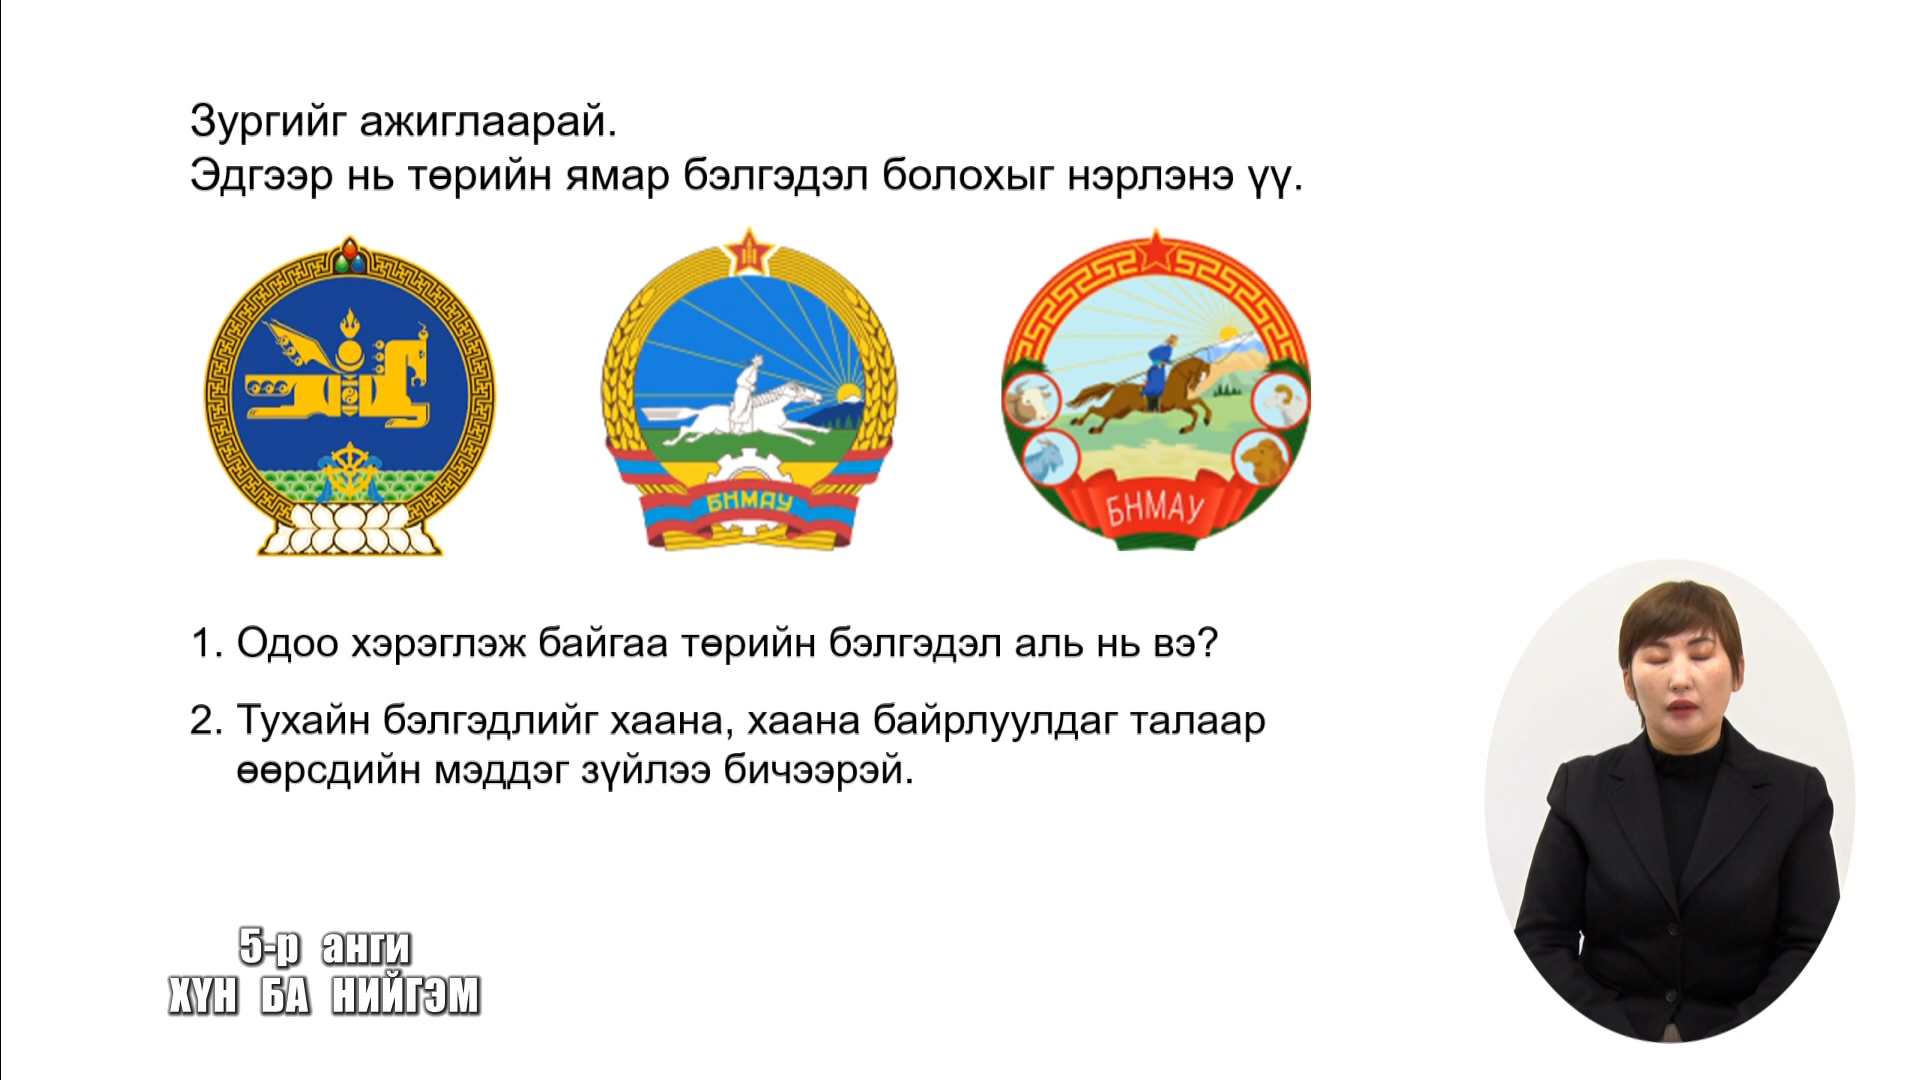 Зургийг ажиглаарай.
Эдгээр нь төрийн ямар бэлгэдэл болохыг нэрлэнэ үү.
БНМАУ
БНМАУ
1. Одоо хэрэглэж байгаа төрийн бэлгэдэл аль нь вэ?
2. Тухайн бэлгэдлийг хаана, хаана байрлуулдаг талаар
өөрсдийн мэддэг зүйлээ бичээрэй.
5-р анги
ХҮН БА НИЙГЭМ